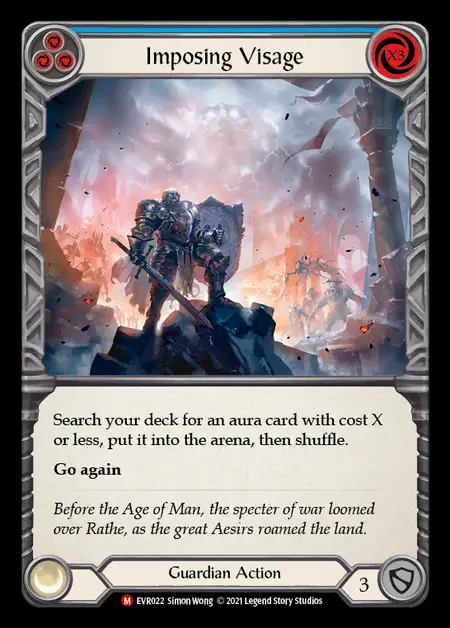 Imposing Visage
X3
Search your deck for an aura card with cost X
or less, put it into the arena, then shuffle.
Go again
Before the Age of Man, the specter of war loomed
over Rathe, as the great Aesirs roamed the land.
Guardian Action
3
M EVR022 Simon Wong © 2021 Legend Story Studios